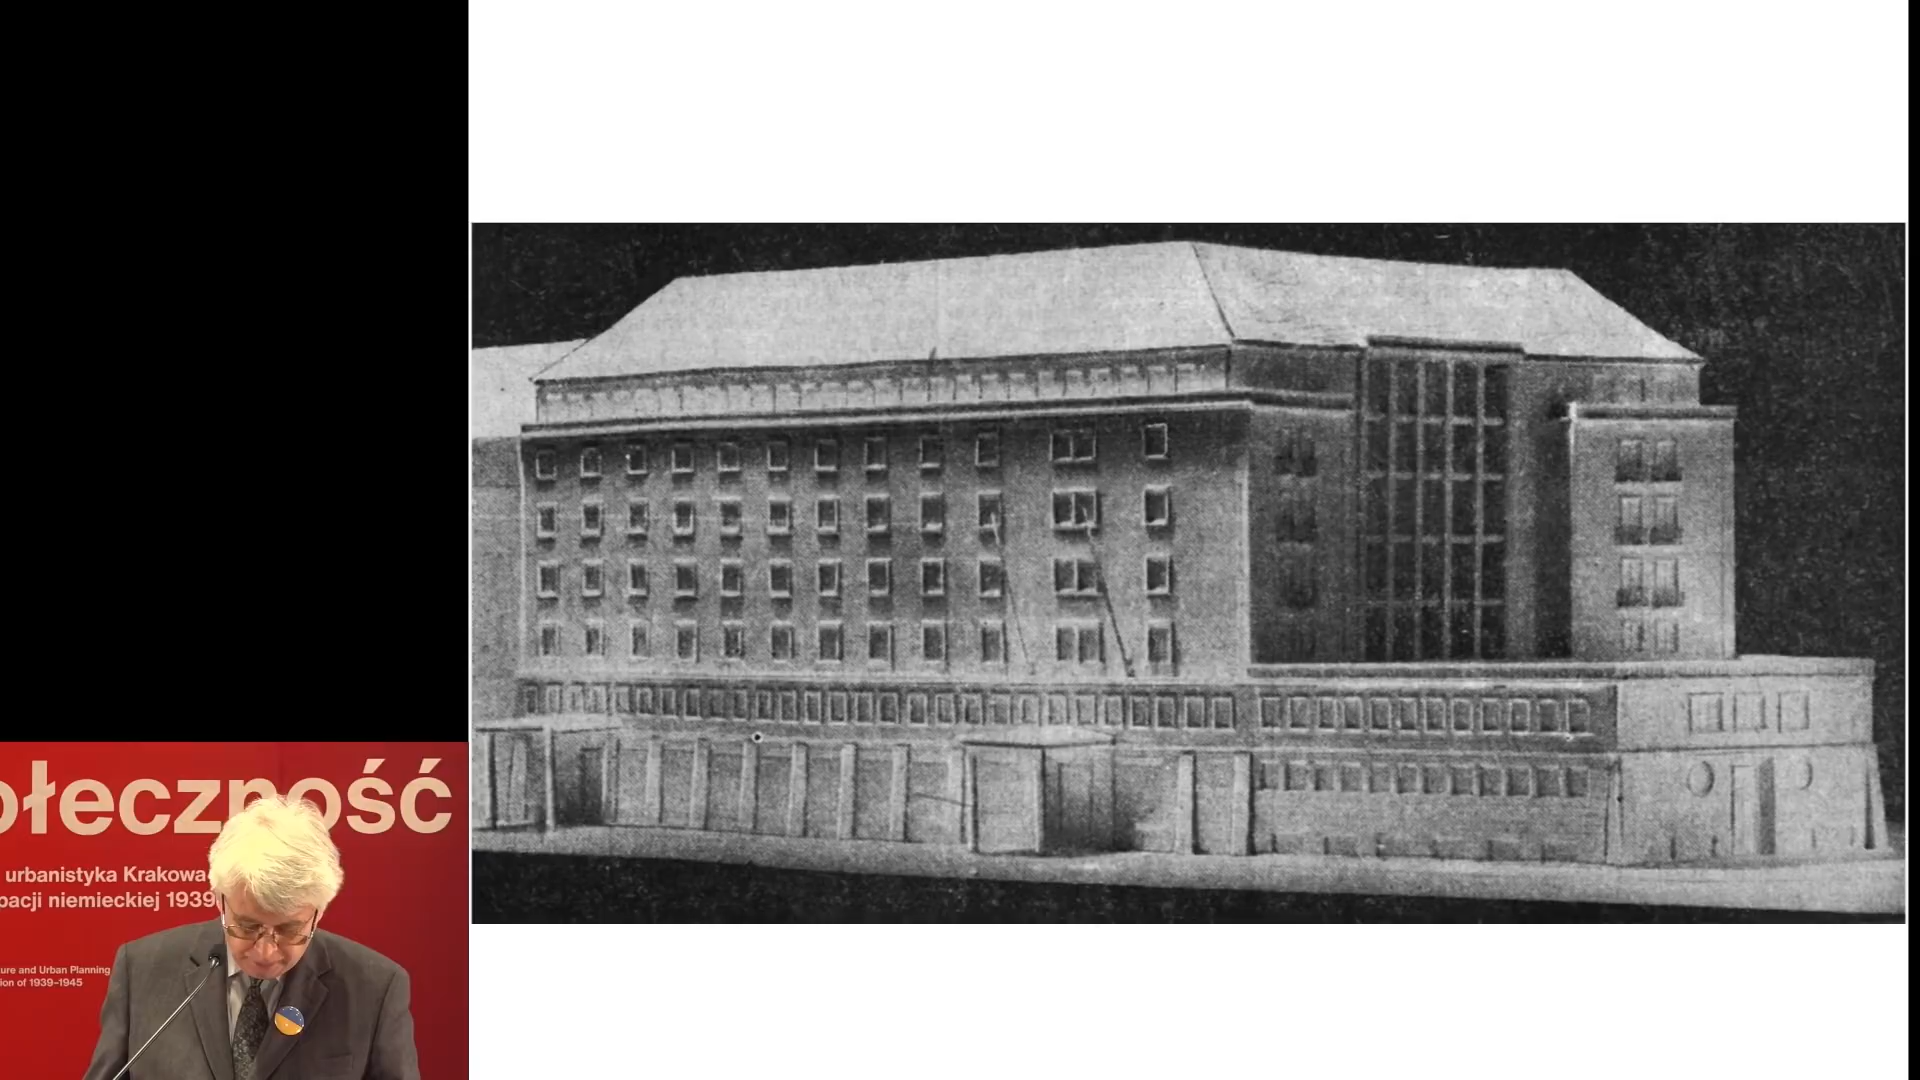 ołeczność
urbanistyka Krakowa
pacji niemieckiej 1939
ure and Urban Planning
ion of 1939–1945